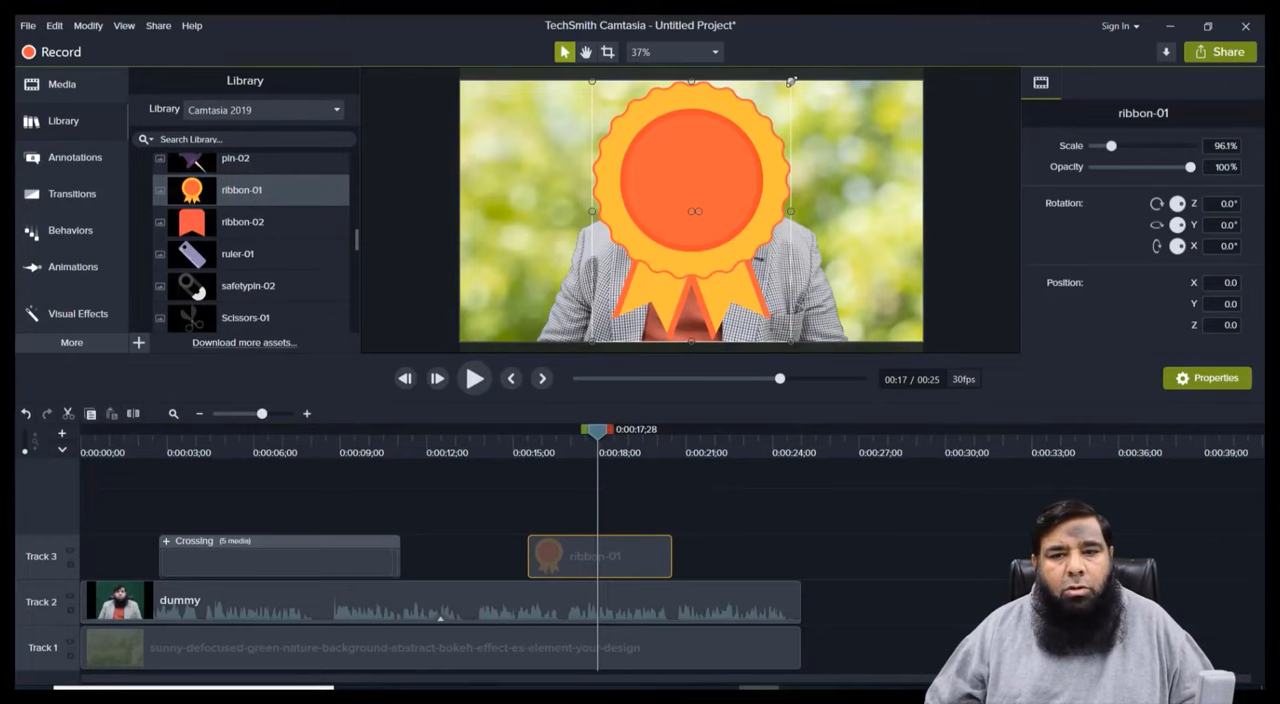 File Edit Modify View Share Help
TechSmith Camtasia - Untitled Project*
Sign In
Record
37%
Share
Media
Library
Annotations
Transitions
Behaviors
Animations
Visual Effects
More
Library
Library Camtasia 2019
Search Library...
pin-02
ribbon-01
ribbon-02
ruler-01
safetypin-02
Scissors-01
Download more assets...
ribbon-01
Scale 96.1%
Opacity 100%
Rotation: Z 0.0°
Y 0.0°
X 0.0°
Position: X 0.0
Y 0.0
Z 0.0
00:17 / 00:25 30fps
Properties
0:00:17;28
0:00:00;00 0:00:03;00 0:00:06;00 0:00:09;00 0:00:12;00 0:00:15;00 0:00:18;00 0:00:21;00 0:00:24;00 0:00:27;00 0:00:30;00 0:00:33;00 0:00:36;00 0:00:39;00
Track 3
+ Crossing (5 media)
ribbon-01
Track 2
dummy
Track 1
sunny-defocused-green-nature-background-abstract-bokeh-effect-es-element-your-design